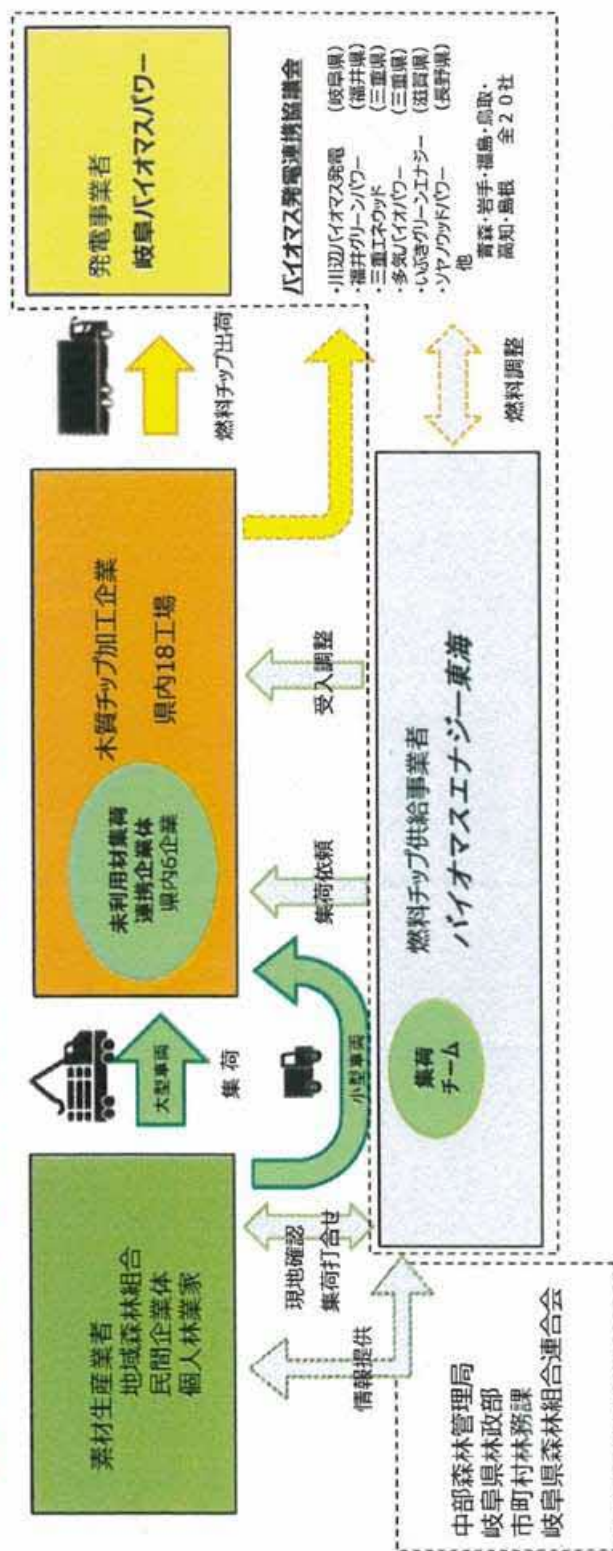 素材生産業者
地域森林組合
民間企業体
個人林業家
大型車両
集荷
小型車両
木質チップ加工企業
県内18工場
未利用材集荷
連携企業体
県内6企業
燃料チップ出荷
発電事業者
岐阜バイオマスパワー
バイオマス発電連携協議会
・川辺バイオマス発電 (岐阜県)
・福井グリーンパワー (福井県)
・三重エネウッド (三重県)
・多気バイオパワー (三重県)
・いぶきグリーンエナジー (滋賀県)
・ソヤノウッドパワー (長野県)
他
青森・岩手・福島・鳥取・
高知・島根 全20社
情報提供
現地確認
集荷打合せ
集荷依頼
受入調整
燃料調整
集荷
チーム
燃料チップ供給事業者
バイオマスエナジー東海
中部森林管理局
岐阜県林政部
市町村林務課
岐阜県森林組合連合会